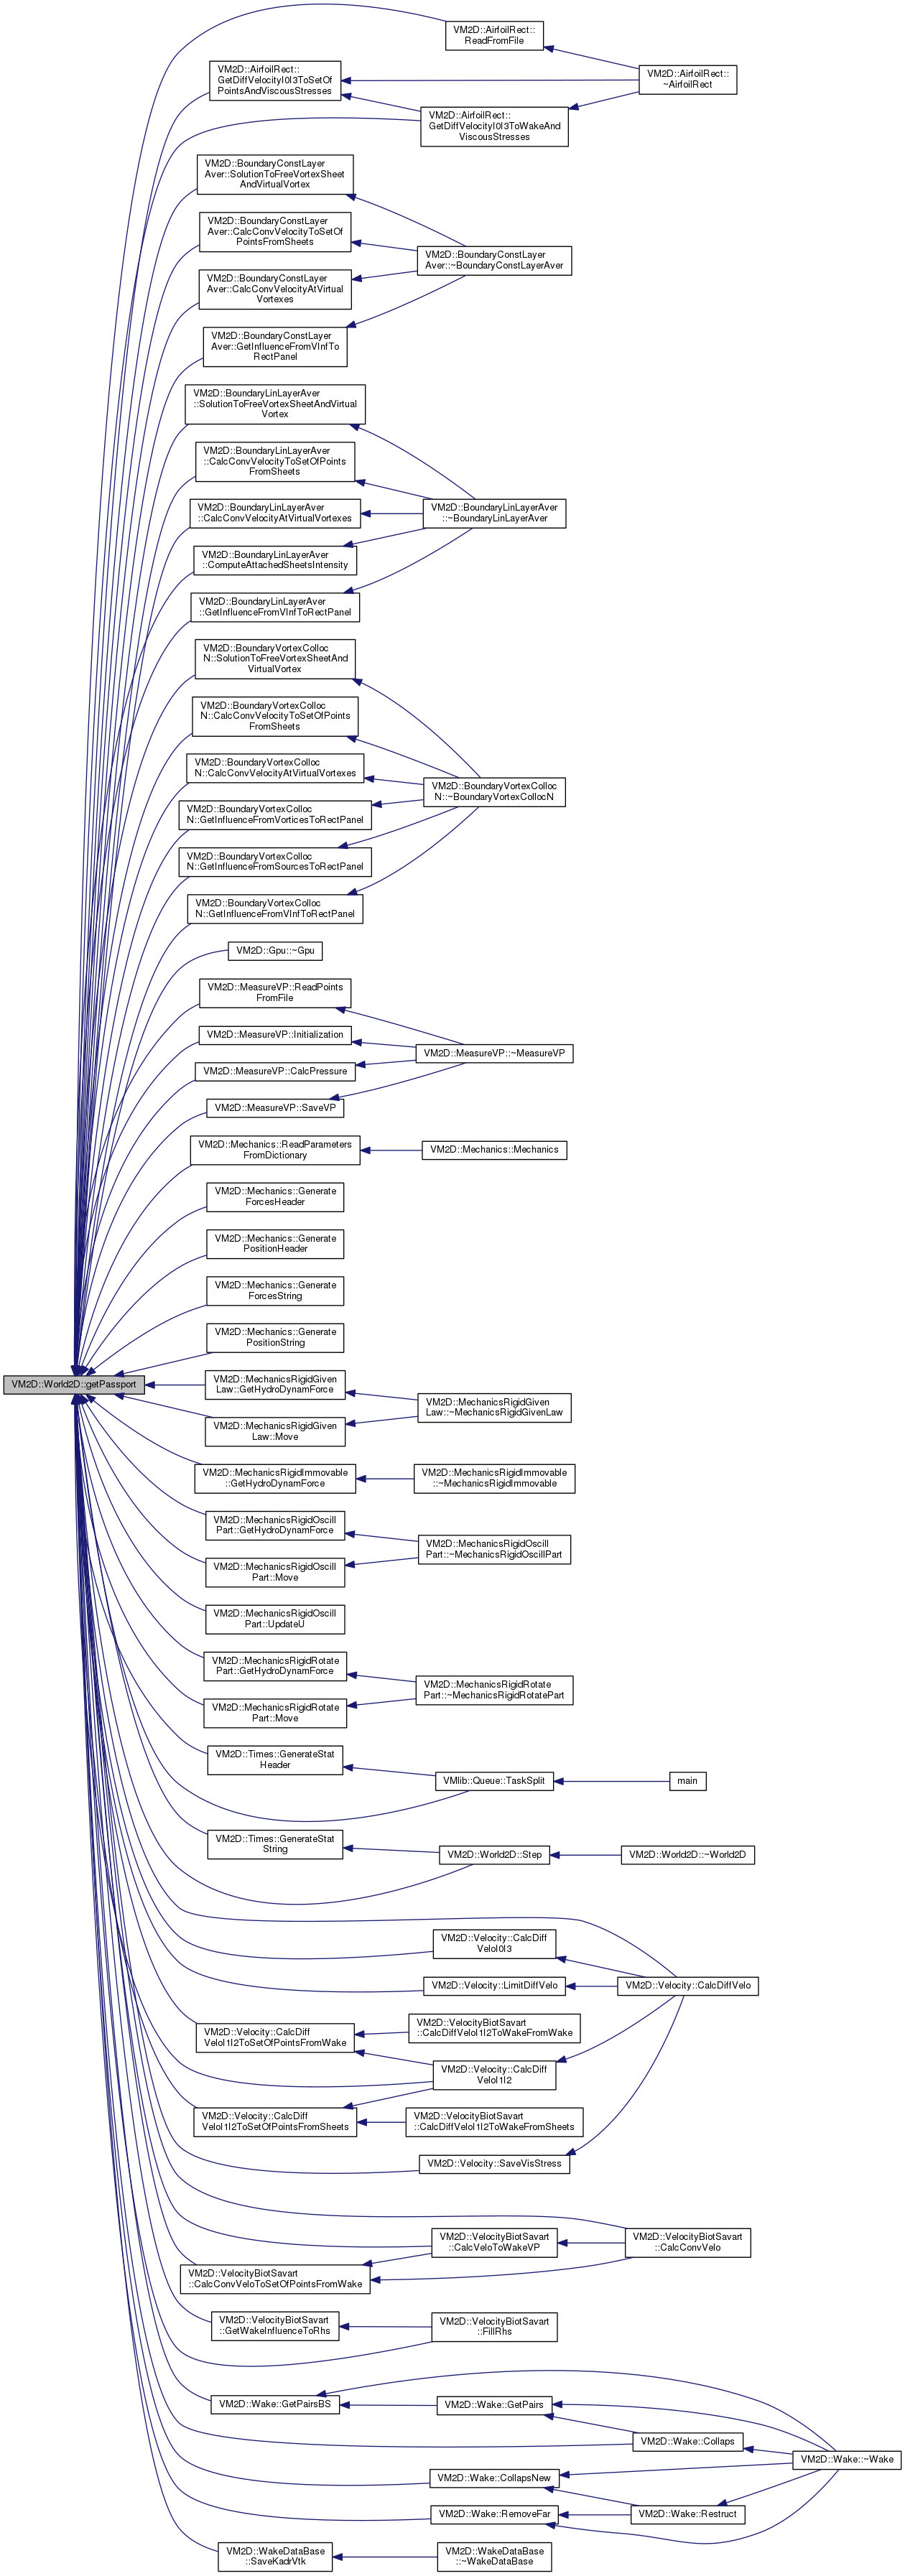 VM2D::AirfoilRect::
ReadFromFile
VM2D::AirfoilRect::
GetDiffVelocityI0I3ToSetOf
PointsAndViscousStresses
VM2D::AirfoilRect::
~AirfoilRect
VM2D::AirfoilRect::
GetDiffVelocityI0I3ToWakeAnd
ViscousStresses
VM2D::BoundaryConstLayer
Aver::SolutionToFreeVortexSheet
AndVirtualVortex
VM2D::BoundaryConstLayer
Aver::CalcConvVelocityToSetOf
PointsFromSheets
VM2D::BoundaryConstLayer
Aver::~BoundaryConstLayerAver
VM2D::BoundaryConstLayer
Aver::CalcConvVelocityAtVirtual
Vortexes
VM2D::BoundaryConstLayer
Aver::GetInfluenceFromVInfTo
RectPanel
VM2D::BoundaryLinLayerAver
::SolutionToFreeVortexSheetAndVirtual
Vortex
VM2D::BoundaryLinLayerAver
::CalcConvVelocityToSetOfPoints
FromSheets
VM2D::BoundaryLinLayerAver
::CalcConvVelocityAtVirtualVortexes
VM2D::BoundaryLinLayerAver
::~BoundaryLinLayerAver
VM2D::BoundaryLinLayerAver
::ComputeAttachedSheetsIntensity
VM2D::BoundaryLinLayerAver
::GetInfluenceFromVInfToRectPanel
VM2D::BoundaryVortexColloc
N::SolutionToFreeVortexSheetAnd
VirtualVortex
VM2D::BoundaryVortexColloc
N::CalcConvVelocityToSetOfPoints
FromSheets
VM2D::BoundaryVortexColloc
N::CalcConvVelocityAtVirtualVortexes
VM2D::BoundaryVortexColloc
N::~BoundaryVortexCollocN
VM2D::BoundaryVortexColloc
N::GetInfluenceFromVorticesToRectPanel
VM2D::BoundaryVortexColloc
N::GetInfluenceFromSourcesToRectPanel
VM2D::BoundaryVortexColloc
N::GetInfluenceFromVInfToRectPanel
VM2D::Gpu::~Gpu
VM2D::MeasureVP::ReadPoints
FromFile
VM2D::MeasureVP::Initialization
VM2D::MeasureVP::~MeasureVP
VM2D::MeasureVP::CalcPressure
VM2D::MeasureVP::SaveVP
VM2D::Mechanics::ReadParameters
FromDictionary
VM2D::Mechanics::Mechanics
VM2D::Mechanics::Generate
ForcesHeader
VM2D::Mechanics::Generate
PositionHeader
VM2D::Mechanics::Generate
ForcesString
VM2D::Mechanics::Generate
PositionString
VM2D::World2D::getPassport
VM2D::MechanicsRigidGiven
Law::GetHydroDynamForce
VM2D::MechanicsRigidGiven
Law::~MechanicsRigidGivenLaw
VM2D::MechanicsRigidGiven
Law::Move
VM2D::MechanicsRigidImmovable
::GetHydroDynamForce
VM2D::MechanicsRigidImmovable
::~MechanicsRigidImmovable
VM2D::MechanicsRigidOscill
Part::GetHydroDynamForce
VM2D::MechanicsRigidOscill
Part::~MechanicsRigidOscillPart
VM2D::MechanicsRigidOscill
Part::Move
VM2D::MechanicsRigidOscill
Part::UpdateU
VM2D::MechanicsRigidRotate
Part::GetHydroDynamForce
VM2D::MechanicsRigidRotate
Part::~MechanicsRigidRotatePart
VM2D::MechanicsRigidRotate
Part::Move
VM2D::Times::GenerateStat
Header
VMlib::Queue::TaskSplit
main
VM2D::Times::GenerateStat
String
VM2D::World2D::Step
VM2D::World2D::~World2D
VM2D::Velocity::CalcDiff
VeloI0I3
VM2D::Velocity::LimitDiffVelo
VM2D::Velocity::CalcDiffVelo
VM2D::Velocity::CalcDiff
VeloI1I2ToSetOfPointsFromWake
VM2D::VelocityBiotSavart
::CalcDiffVeloI1I2ToWakeFromWake
VM2D::Velocity::CalcDiff
VeloI1I2
VM2D::Velocity::CalcDiff
VeloI1I2ToSetOfPointsFromSheets
VM2D::VelocityBiotSavart
::CalcDiffVeloI1I2ToWakeFromSheets
VM2D::Velocity::SaveVisStress
VM2D::VelocityBiotSavart
::CalcVeloToWakeVP
VM2D::VelocityBiotSavart
::CalcConvVelo
VM2D::VelocityBiotSavart
::CalcConvVeloToSetOfPointsFromWake
VM2D::VelocityBiotSavart
::GetWakeInfluenceToRhs
VM2D::VelocityBiotSavart
::FillRhs
VM2D::Wake::GetPairsBS
VM2D::Wake::GetPairs
VM2D::Wake::Collaps
VM2D::Wake::~Wake
VM2D::Wake::CollapsNew
VM2D::Wake::RemoveFar
VM2D::Wake::Restruct
VM2D::WakeDataBase
::SaveKadrVtk
VM2D::WakeDataBase
::~WakeDataBase